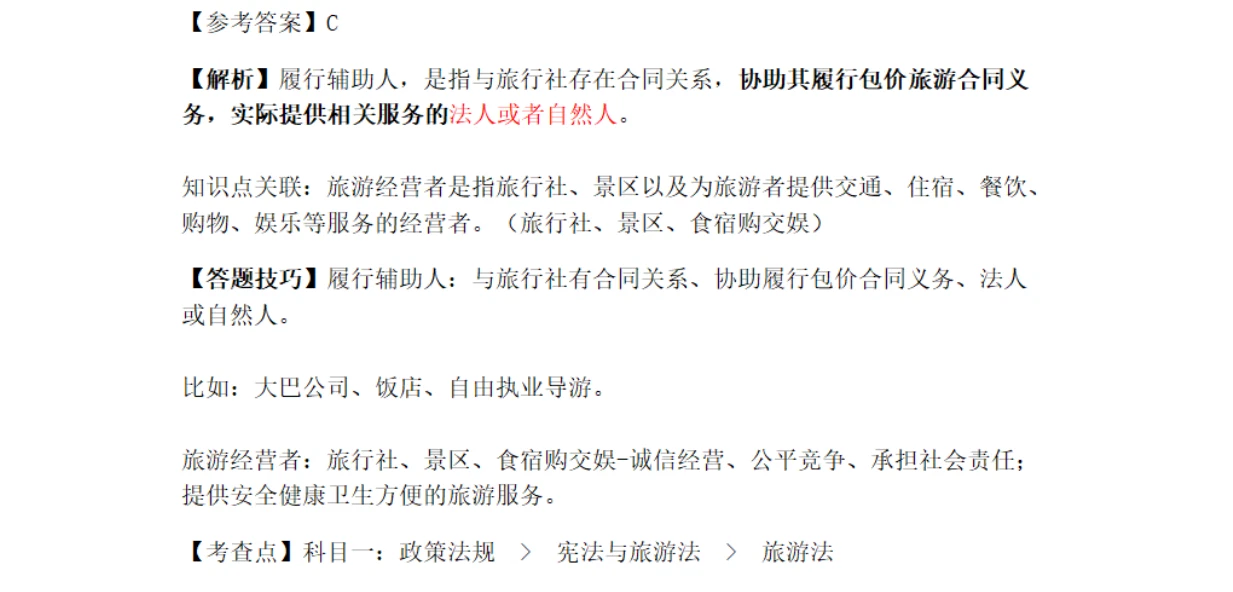 【参考答案】C
【解析】履行辅助人，是指与旅行社存在合同关系，协助其履行包价旅游合同义
务，实际提供相关服务的法人或者自然人。
知识点关联：旅游经营者是指旅行社、景区以及为旅游者提供交通、住宿、餐饮、
购物、娱乐等服务的经营者。（旅行社、景区、食宿购交娱）
【答题技巧】履行辅助人：与旅行社有合同关系、协助履行包价合同义务、法人
或自然人。
比如：大巴公司、饭店、自由执业导游。
旅游经营者：旅行社、景区、食宿购交娱-诚信经营、公平竞争、承担社会责任；
提供安全健康卫生方便的旅游服务。
【考查点】科目一：政策法规 > 宪法与旅游法 > 旅游法